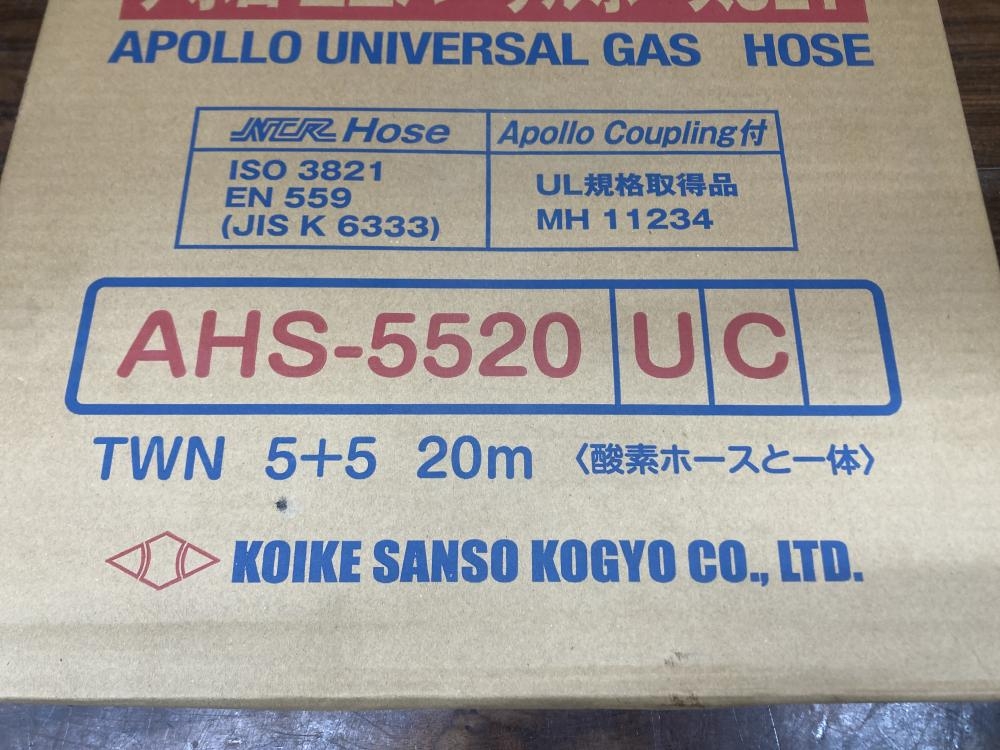 APOLLO UNIVERSAL GAS HOSE
NCR Hose
Apollo Coupling付
ISO 3821
EN 559
(JIS K 6333)
UL規格取得品
MH 11234
AHS-5520 U C
TWN 5+5 20m 〈酸素ホースと一体〉
KOIKE SANSO KOGYO CO., LTD.